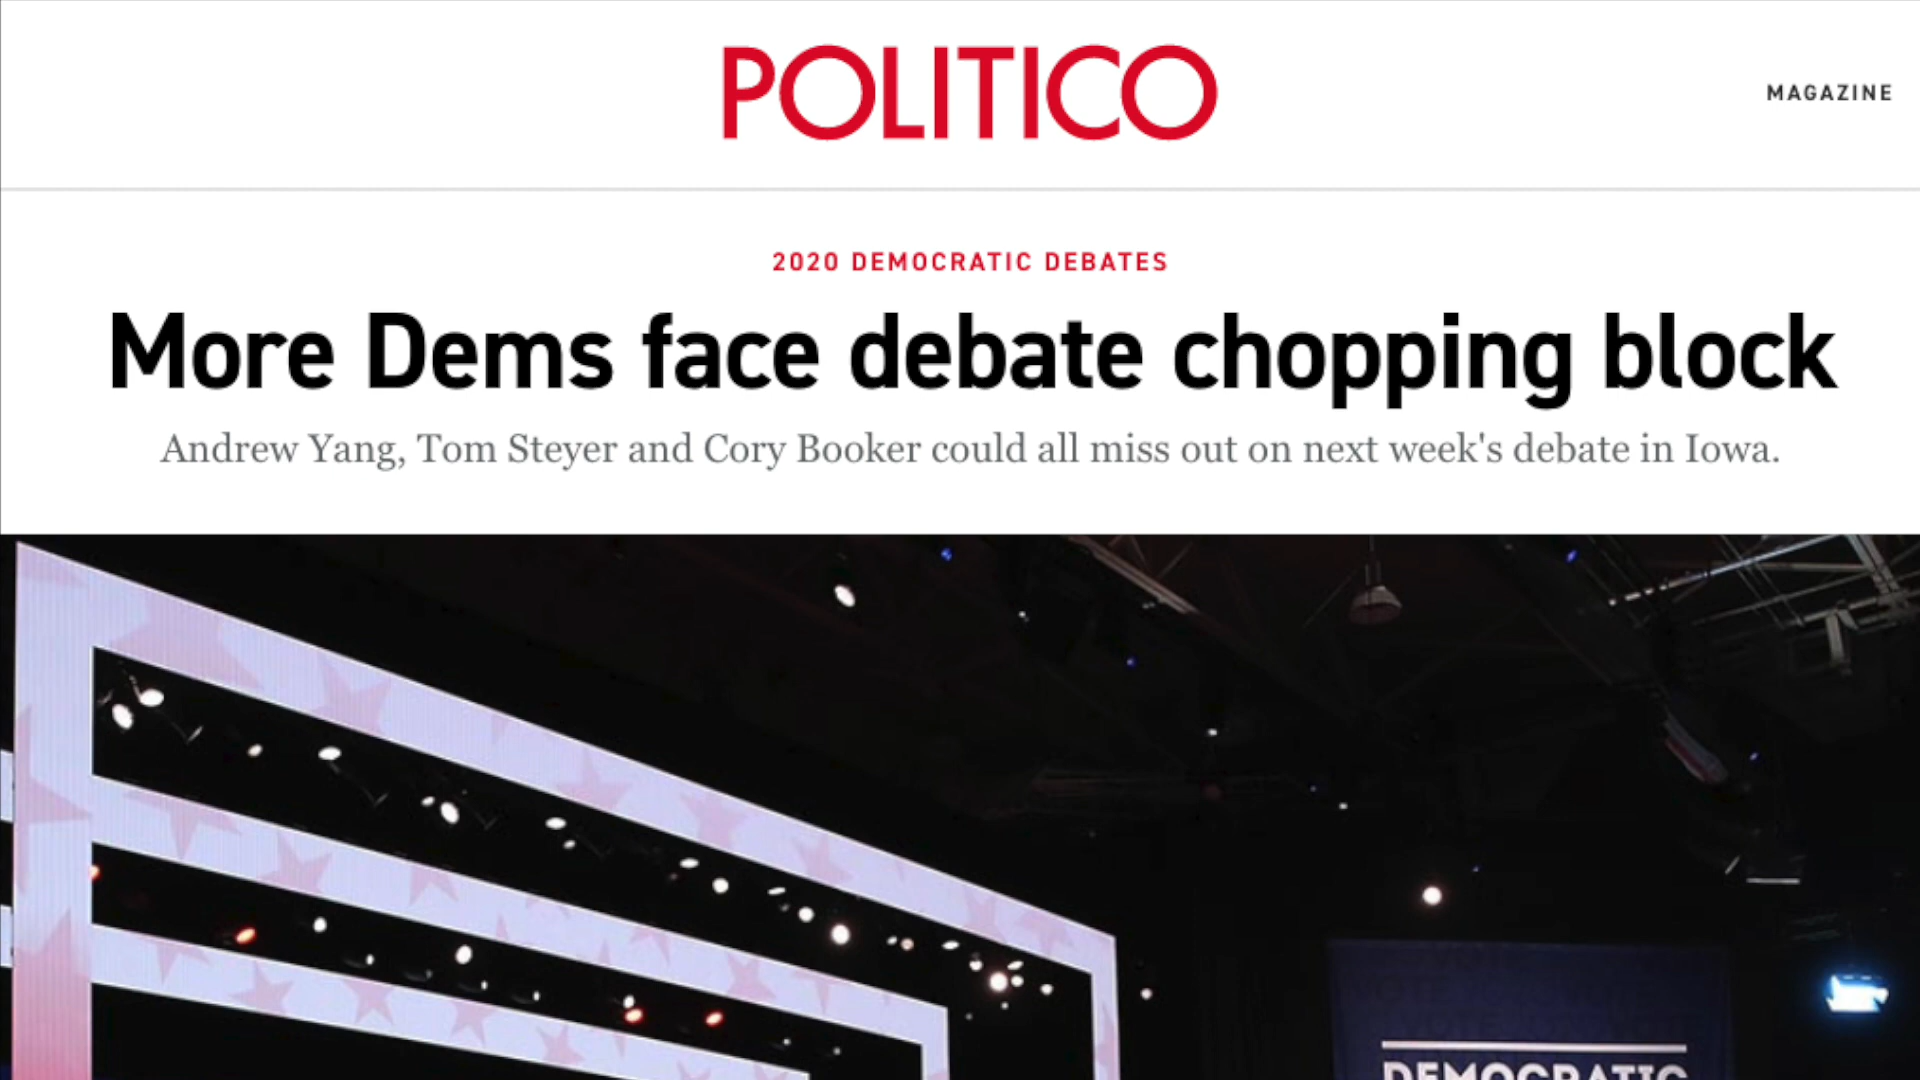 POLITICO
MAGAZINE
2020 DEMOCRATIC DEBATES
More Dems face debate chopping block
Andrew Yang, Tom Steyer and Cory Booker could all miss out on next week's debate in Iowa.
DEMOCRATIC